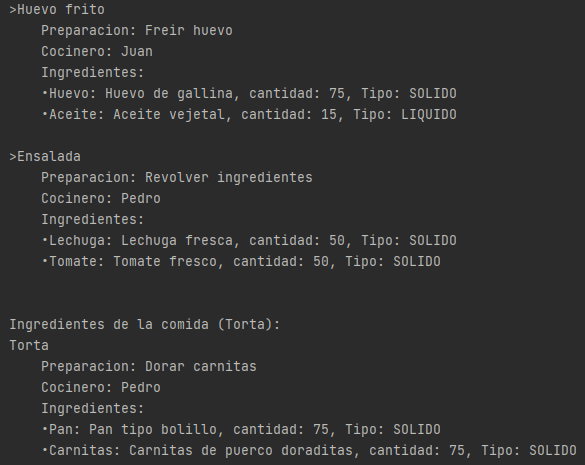 >Huevo frito
Preparacion: Freir huevo
Cocinero: Juan
Ingredientes:
•Huevo: Huevo de gallina, cantidad: 75, Tipo: SOLIDO
•Aceite: Aceite vejetal, cantidad: 15, Tipo: LIQUIDO
>Ensalada
Preparacion: Revolver ingredientes
Cocinero: Pedro
Ingredientes:
•Lechuga: Lechuga fresca, cantidad: 50, Tipo: SOLIDO
•Tomate: Tomate fresco, cantidad: 50, Tipo: SOLIDO
Ingredientes de la comida (Torta):
Torta
Preparacion: Dorar carnitas
Cocinero: Pedro
Ingredientes:
•Pan: Pan tipo bolillo, cantidad: 75, Tipo: SOLIDO
•Carnitas: Carnitas de puerco doraditas, cantidad: 75, Tipo: SOLIDO